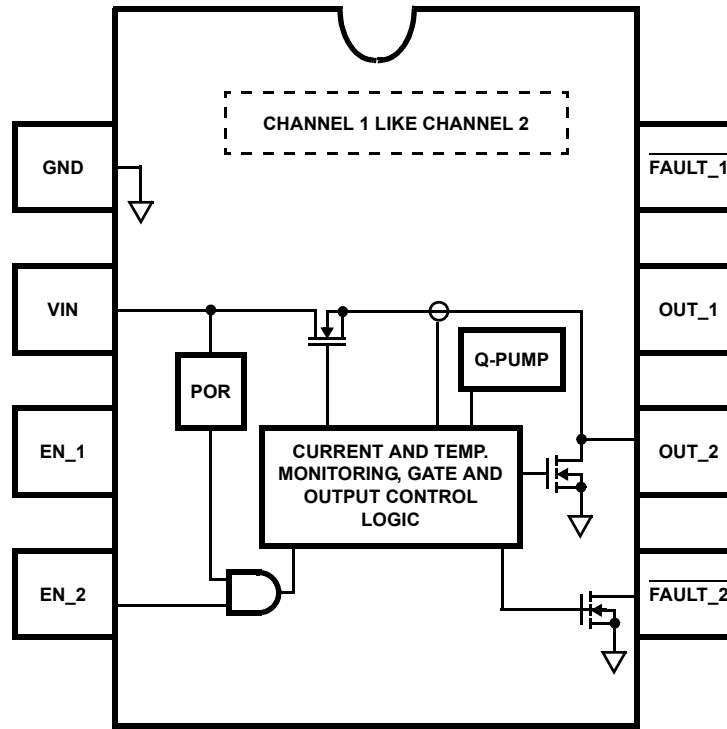 CHANNEL 1 LIKE CHANNEL 2
GND
FAULT_1
VIN
OUT_1
Q-PUMP
POR
EN_1
CURRENT AND TEMP.
MONITORING, GATE AND
OUTPUT CONTROL
LOGIC
OUT_2
EN_2
FAULT_2